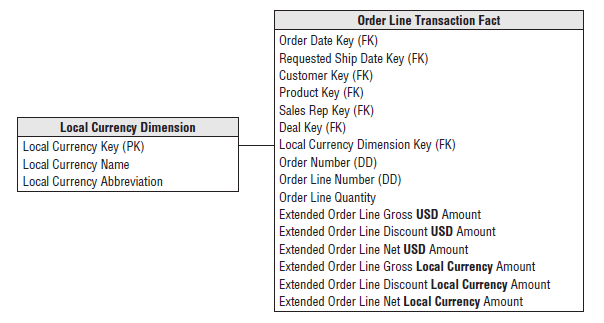 Order Line Transaction Fact
Order Date Key (FK)
Requested Ship Date Key (FK)
Customer Key (FK)
Product Key (FK)
Sales Rep Key (FK)
Deal Key (FK)
Local Currency Dimension Key (FK)
Order Number (DD)
Order Line Number (DD)
Order Line Quantity
Extended Order Line Gross USD Amount
Extended Order Line Discount USD Amount
Extended Order Line Net USD Amount
Extended Order Line Gross Local Currency Amount
Extended Order Line Discount Local Currency Amount
Extended Order Line Net Local Currency Amount
Local Currency Dimension
Local Currency Key (PK)
Local Currency Name
Local Currency Abbreviation